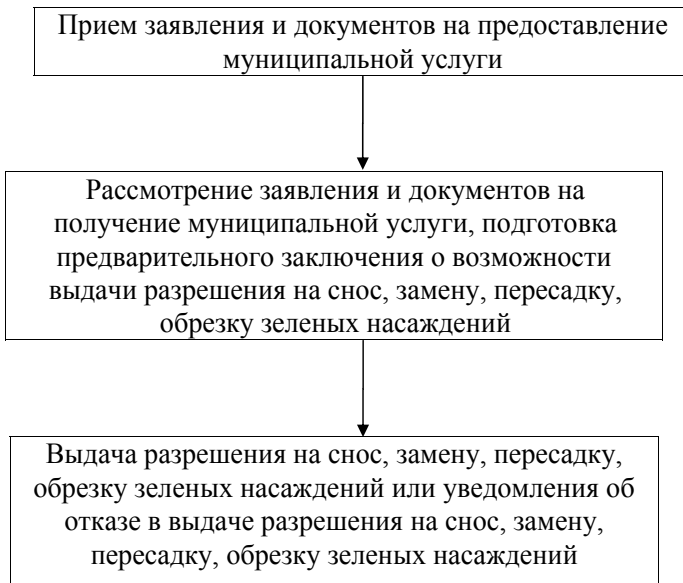 Прием заявления и документов на предоставление
муниципальной услуги
Рассмотрение заявления и документов на
получение муниципальной услуги, подготовка
предварительного заключения о возможности
выдачи разрешения на снос, замену, пересадку,
обрезку зеленых насаждений
Выдача разрешения на снос, замену, пересадку,
обрезку зеленых насаждений или уведомления об
отказе в выдаче разрешения на снос, замену,
пересадку, обрезку зеленых насаждений